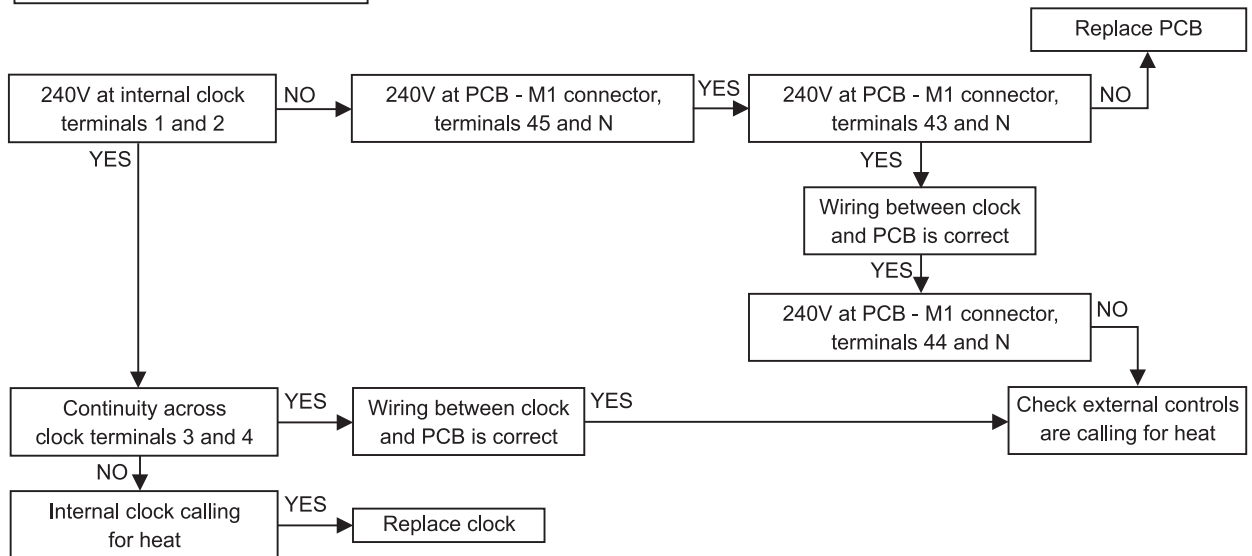 Replace PCB
240V at internal clock
terminals 1 and 2
NO
240V at PCB - M1 connector,
terminals 45 and N
YES
240V at PCB - M1 connector,
terminals 43 and N
NO
YES
YES
Wiring between clock
and PCB is correct
YES
240V at PCB - M1 connector,
terminals 44 and N
NO
Continuity across
clock terminals 3 and 4
YES
Wiring between clock
and PCB is correct
YES
Check external controls
are calling for heat
NO
Internal clock calling
for heat
YES
Replace clock